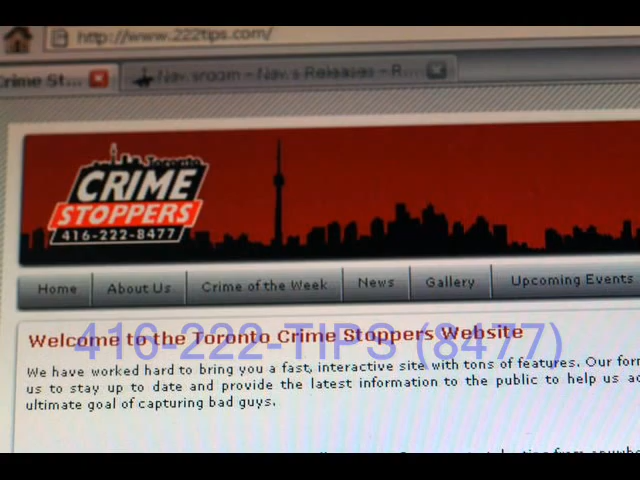 http://www.222tips.com/
Crime St...
Newsroom - News Releases - R...
Toronto
CRIME
STOPPERS
416-222-8477
Home About Us Crime of the Week News Gallery Upcoming Events
Welcome to the Toronto Crime Stoppers Website
416-222-TIPS (8477)
We have worked hard to bring you a fast, interactive site with tons of features. Our
us to stay up to date and provide the latest information to the public to help us
ultimate goal of capturing bad guys.